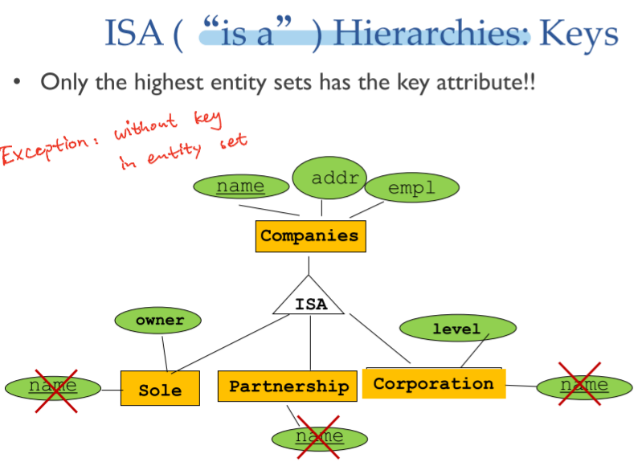 ISA ( “is a” ) Hierarchies: Keys
• Only the highest entity sets has the key attribute!!
Exception: without key
in entity set
name
addr
empl
Companies
ISA
owner
level
name
Sole
Partnership
Corporation
name
name